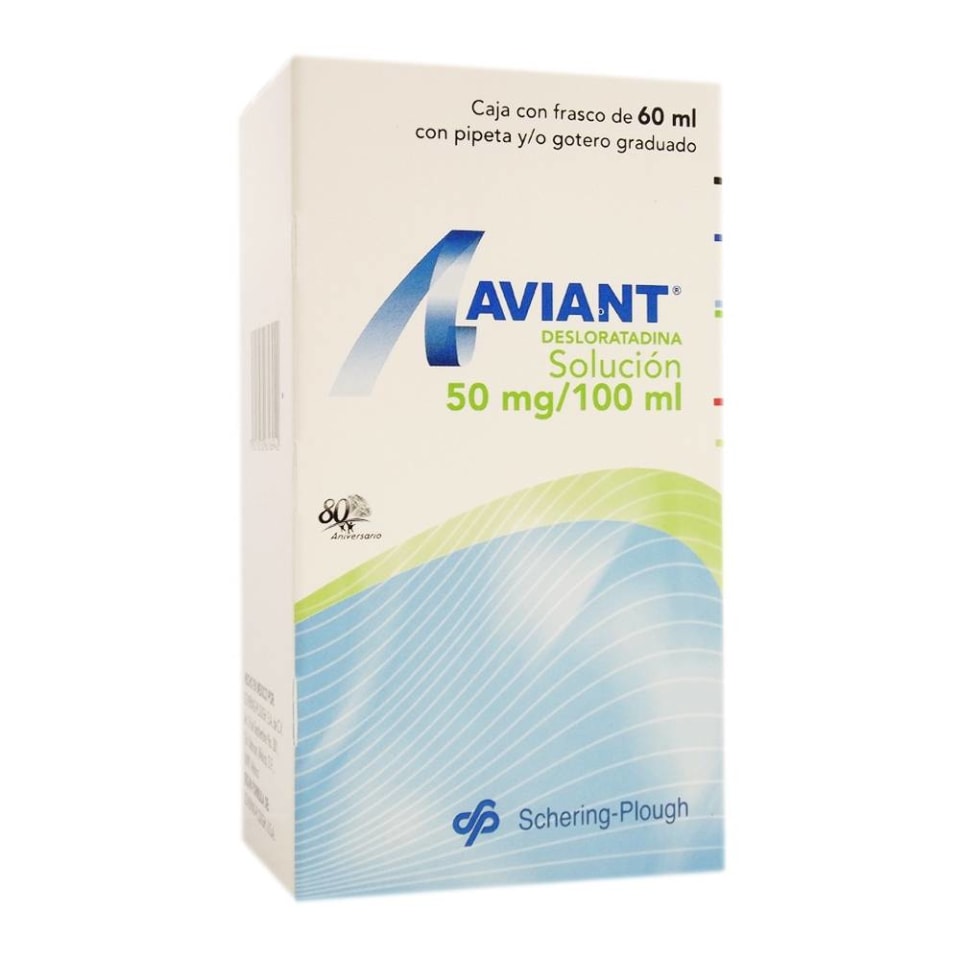 Caja con frasco de 60 ml
con pipeta y/o gotero graduado
AVIANT®
DESLORATADINA
Solución
50 mg/100 ml
80
Aniversario
Schering-Plough